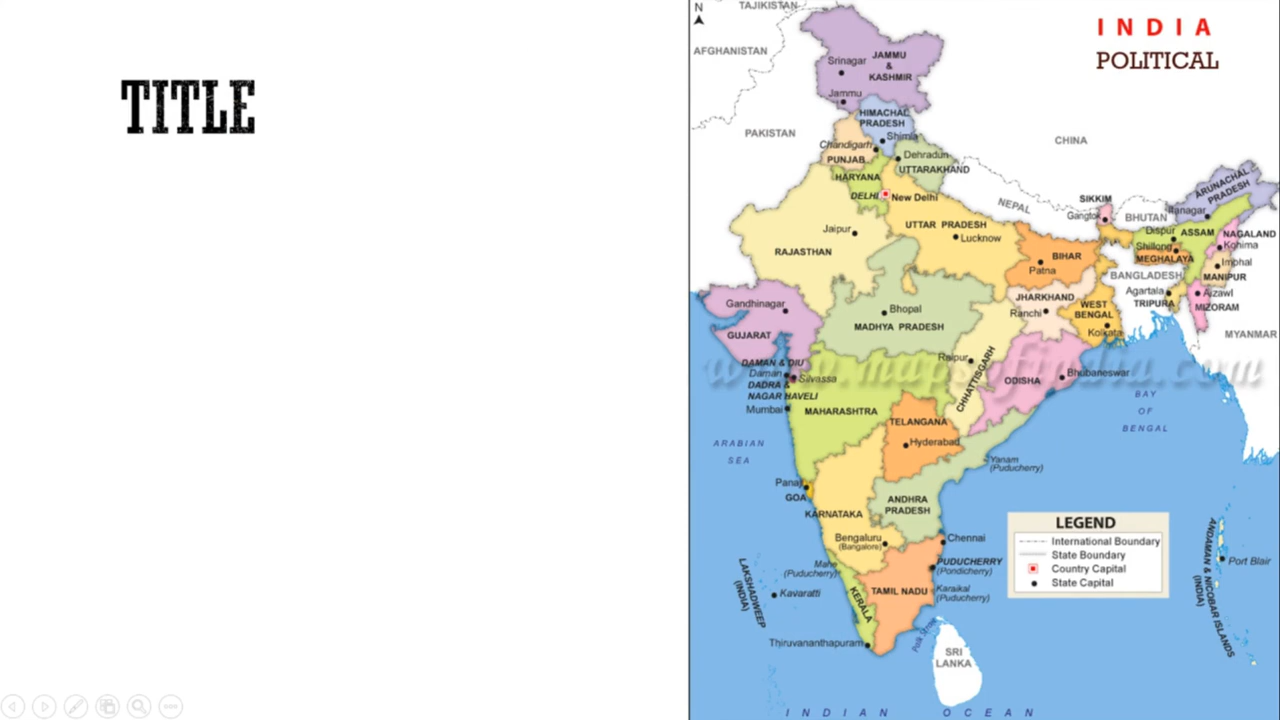 TITLE
N
TAJIKISTAN
INDIA
POLITICAL
AFGHANISTAN
JAMMU
&
KASHMIR
Srinagar
Jammu
HIMACHAL
PRADESH
Shimla
PAKISTAN
CHINA
Chandigarh
PUNJAB
Dehradun
UTTARAKHAND
HARYANA
DELHI
New Delhi
ARUNACHAL
PRADESH
SIKKIM
Gangtok
NEPAL
BHUTAN
Itanagar
Dispur
ASSAM
NAGALAND
Kohima
Shillong
MEGHALAYA
Imphal
MANIPUR
BANGLADESH
Agartala
TRIPURA
Aizawl
MIZORAM
MYANMAR
Jaipur
RAJASTHAN
UTTAR PRADESH
Lucknow
BIHAR
Patna
JHARKHAND
Ranchi
WEST
BENGAL
Kolkata
Gandhinagar
GUJARAT
Bhopal
MADHYA PRADESH
Raipur
CHHATTISGARH
ODISHA
Bhubaneswar
www.mapsofindia.com
DAMAN & DIU
Daman
Silvassa
DADRA &
NAGAR HAVELI
Mumbai
MAHARASHTRA
TELANGANA
Hyderabad
BAY
OF
BENGAL
ARABIAN
SEA
Yanam
(Puducherry)
Panaji
GOA
KARNATAKA
ANDHRA
PRADESH
Bengaluru
(Bangalore)
Chennai
Mahe
(Puducherry)
PUDUCHERRY
(Pondicherry)
TAMIL NADU
Karaikal
(Puducherry)
KERALA
LAKSHADWEEP
(INDIA)
Kavaratti
Thiruvananthapuram
Palk Strait
SRI
LANKA
LEGEND
International Boundary
State Boundary
Country Capital
State Capital
ANDAMAN & NICOBAR ISLANDS
(INDIA)
Port Blair
INDIAN OCEAN